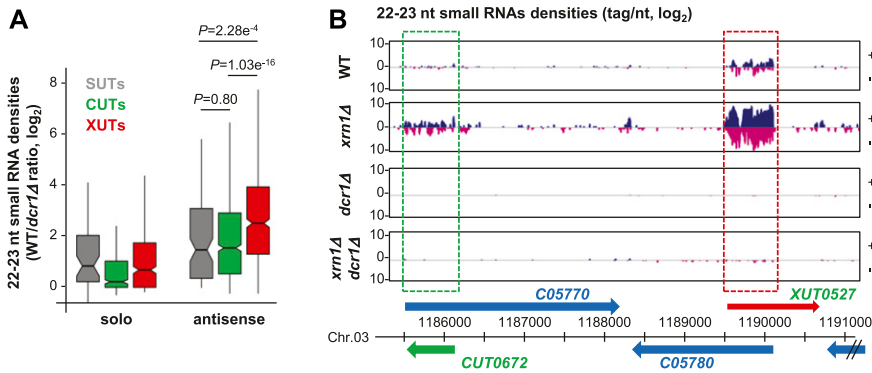 A
P=2.28e-4
P=1.03e-16
P=0.80
SUTs
CUTs
XUTs
22-23 nt small RNA densities
(WT/dcr1Δ ratio, log2)
8
6
4
2
0
solo
antisense
B
22-23 nt small RNAs densities (tag/nt, log2)
WT
10
0
10
+
-
xrn1Δ
10
0
10
+
-
dcr1Δ
10
0
10
+
-
xrn1Δ
dcr1Δ
10
0
10
+
-
C05770
XUT0527
1186000
1187000
1188000
1189000
1190000
1191000
Chr.03
CUT0672
C05780